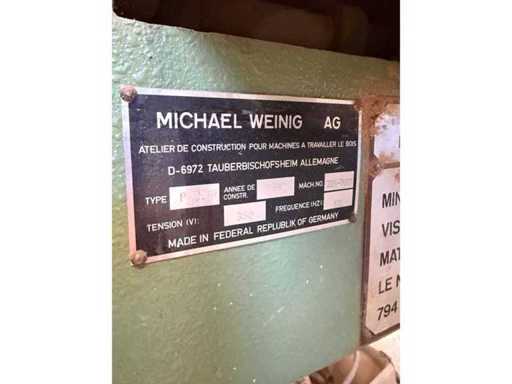 MICHAEL WEINIG AG
ATELIER DE CONSTRUCTION POUR MACHINES A TRAVAILLER LE BOIS
D-6972 TAUBERBISCHOFSHEIM ALLEMAGNE
TYPE ANNEE DE CONSTR. MACH.NO.
TENSION (V): 380 FREQUENCE (HZ):
MADE IN FEDERAL REPUBLIK OF GERMANY
MIN
VIS
MAT
LE N
794